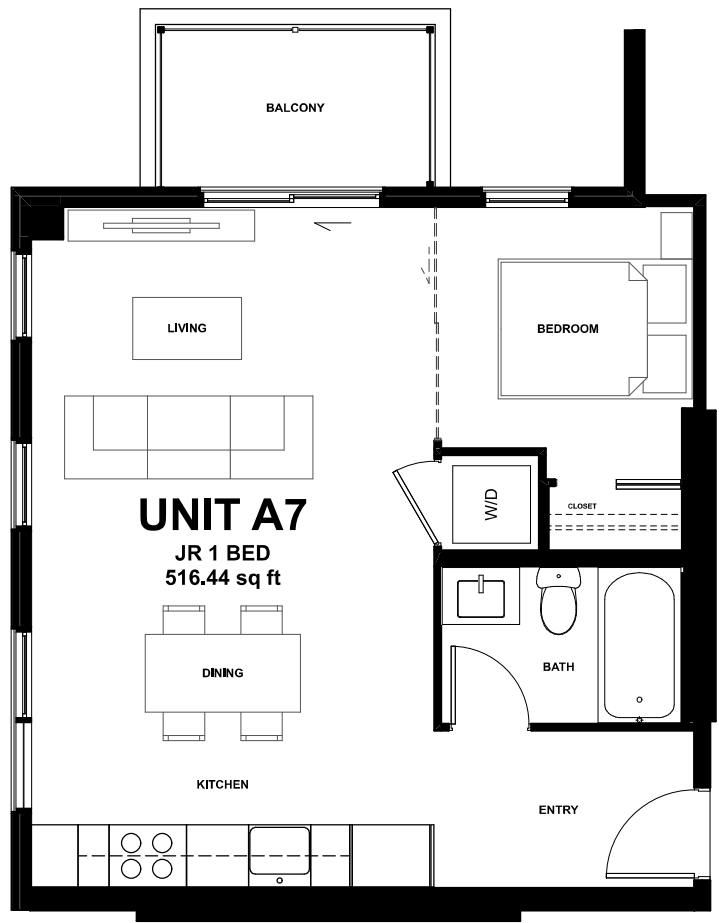 BALCONY
LIVING
BEDROOM
W/D
CLOSET
UNIT A7
JR 1 BED
516.44 sq ft
DINING
BATH
KITCHEN
ENTRY